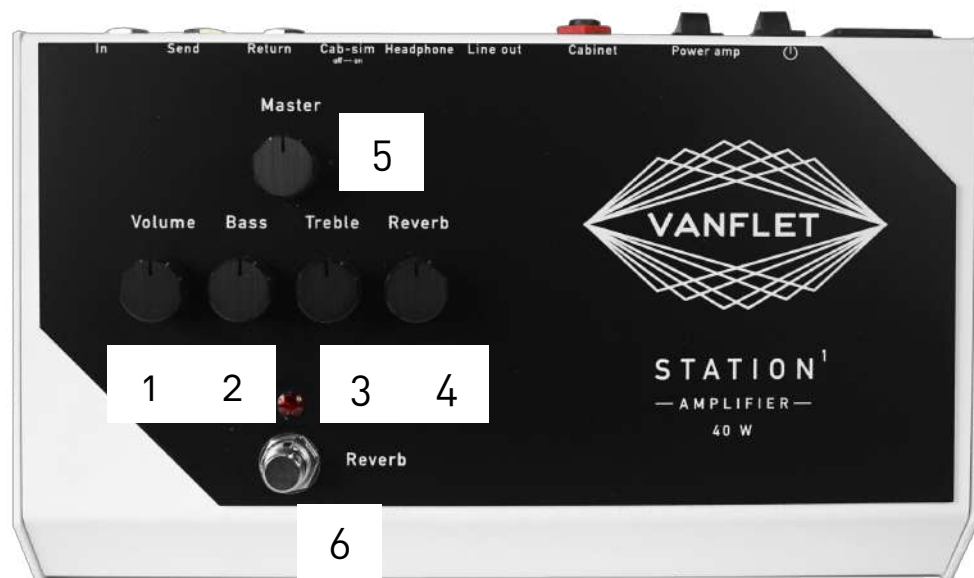 In Send Return Cab-sim Headphone Line out Cabinet Power amp
off — on
Master
5
Volume Bass Treble Reverb
VANFLET
1 2 3 4
STATION¹
— AMPLIFIER —
40 W
Reverb
6